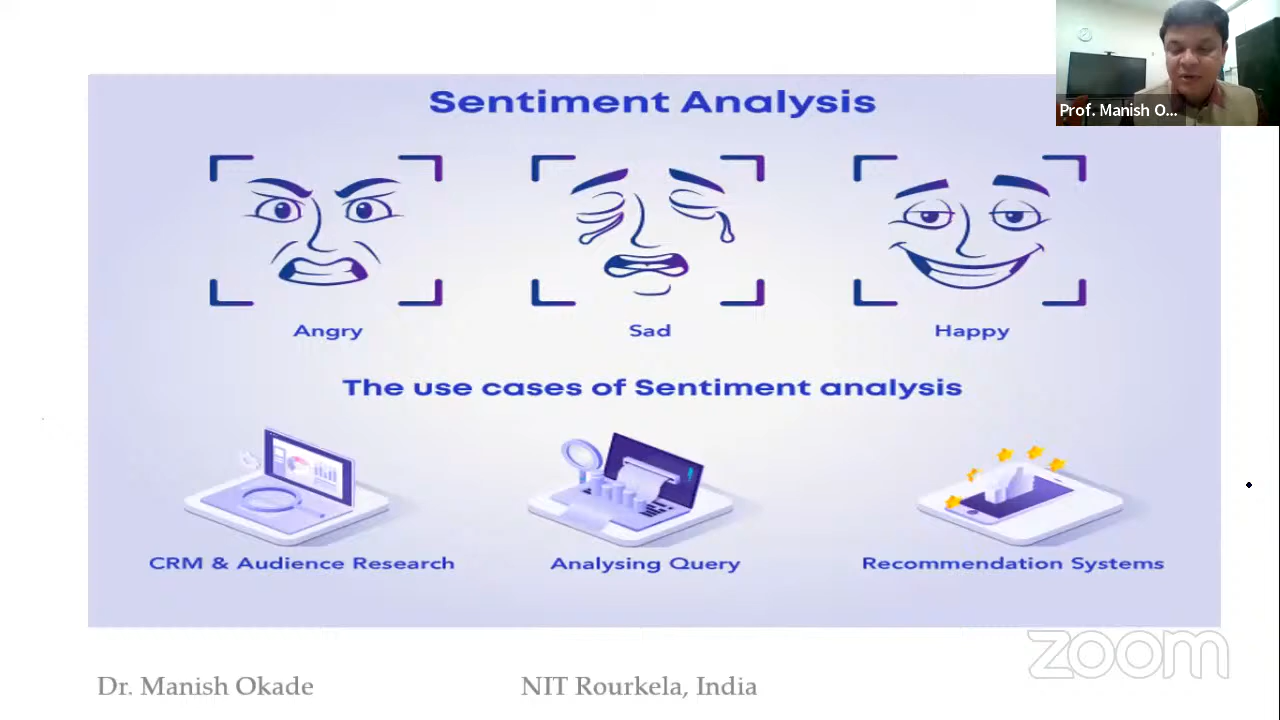 Prof. Manish O...
Sentiment Analysis
Angry
Sad
Happy
The use cases of Sentiment analysis
CRM & Audience Research
Analysing Query
Recommendation Systems
zoom
Dr. Manish Okade
NIT Rourkela, India